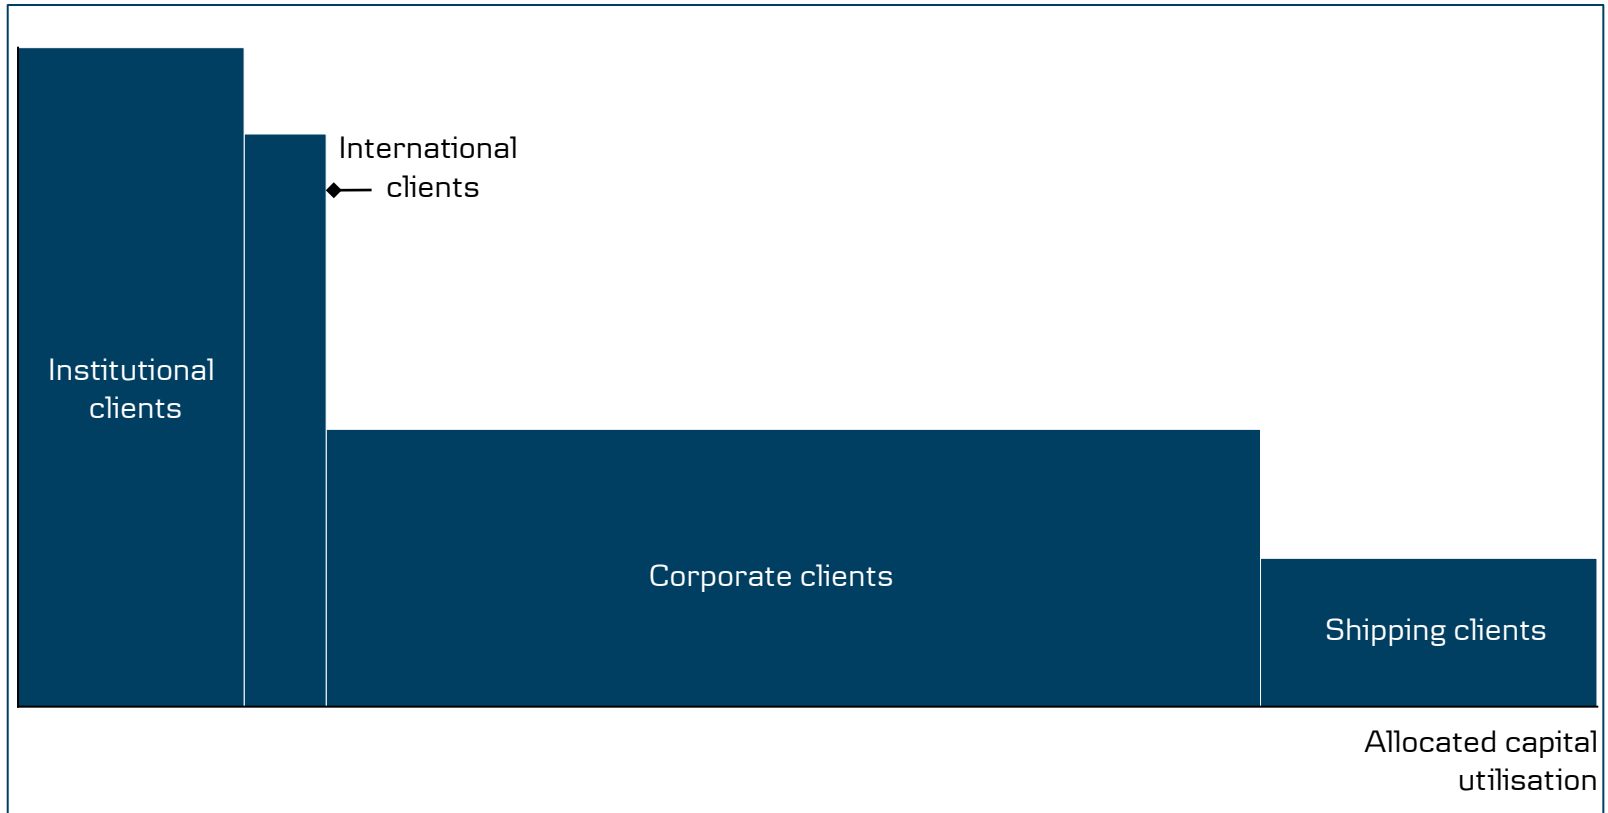 International
clients
Institutional
clients
Corporate clients
Shipping clients
Allocated capital
utilisation